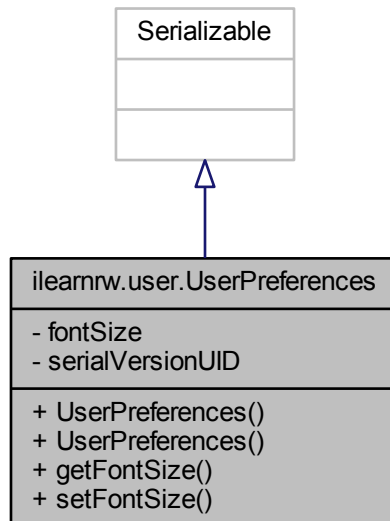 Serializable
ilearnrw.user.UserPreferences
- fontSize
- serialVersionUID
+ UserPreferences()
+ UserPreferences()
+ getFontSize()
+ setFontSize()